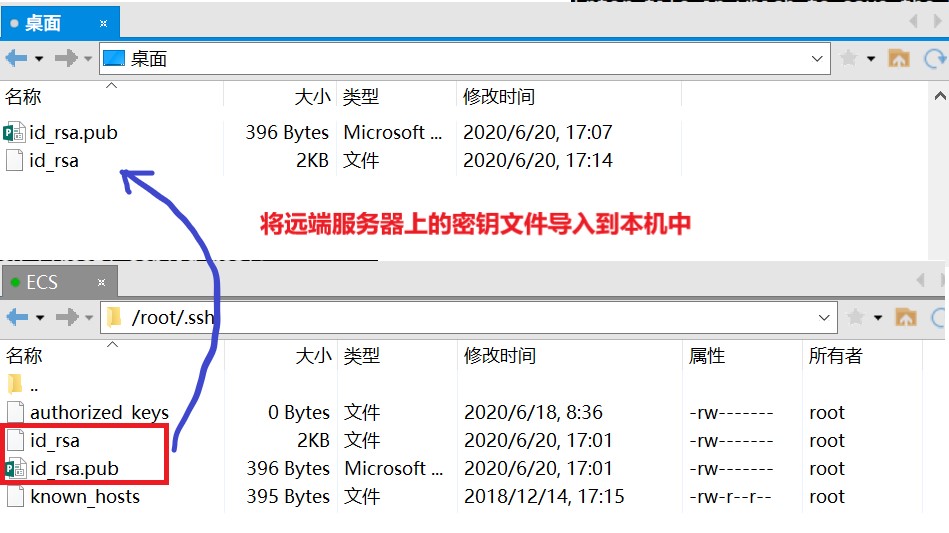 桌面
桌面
名称 大小 类型 修改时间
id_rsa.pub 396 Bytes Microsoft ... 2020/6/20, 17:07
id_rsa 2KB 文件 2020/6/20, 17:14
将远端服务器上的密钥文件导入到本机中
ECS
/root/.ssh
名称 大小 类型 修改时间 属性 所有者
..
authorized_keys 0 Bytes 文件 2020/6/18, 8:36 -rw------- root
id_rsa 2KB 文件 2020/6/20, 17:01 -rw------- root
id_rsa.pub 396 Bytes Microsoft ... 2020/6/20, 17:01 -rw------- root
known_hosts 395 Bytes 文件 2018/12/14, 17:15 -rw-r--r-- root